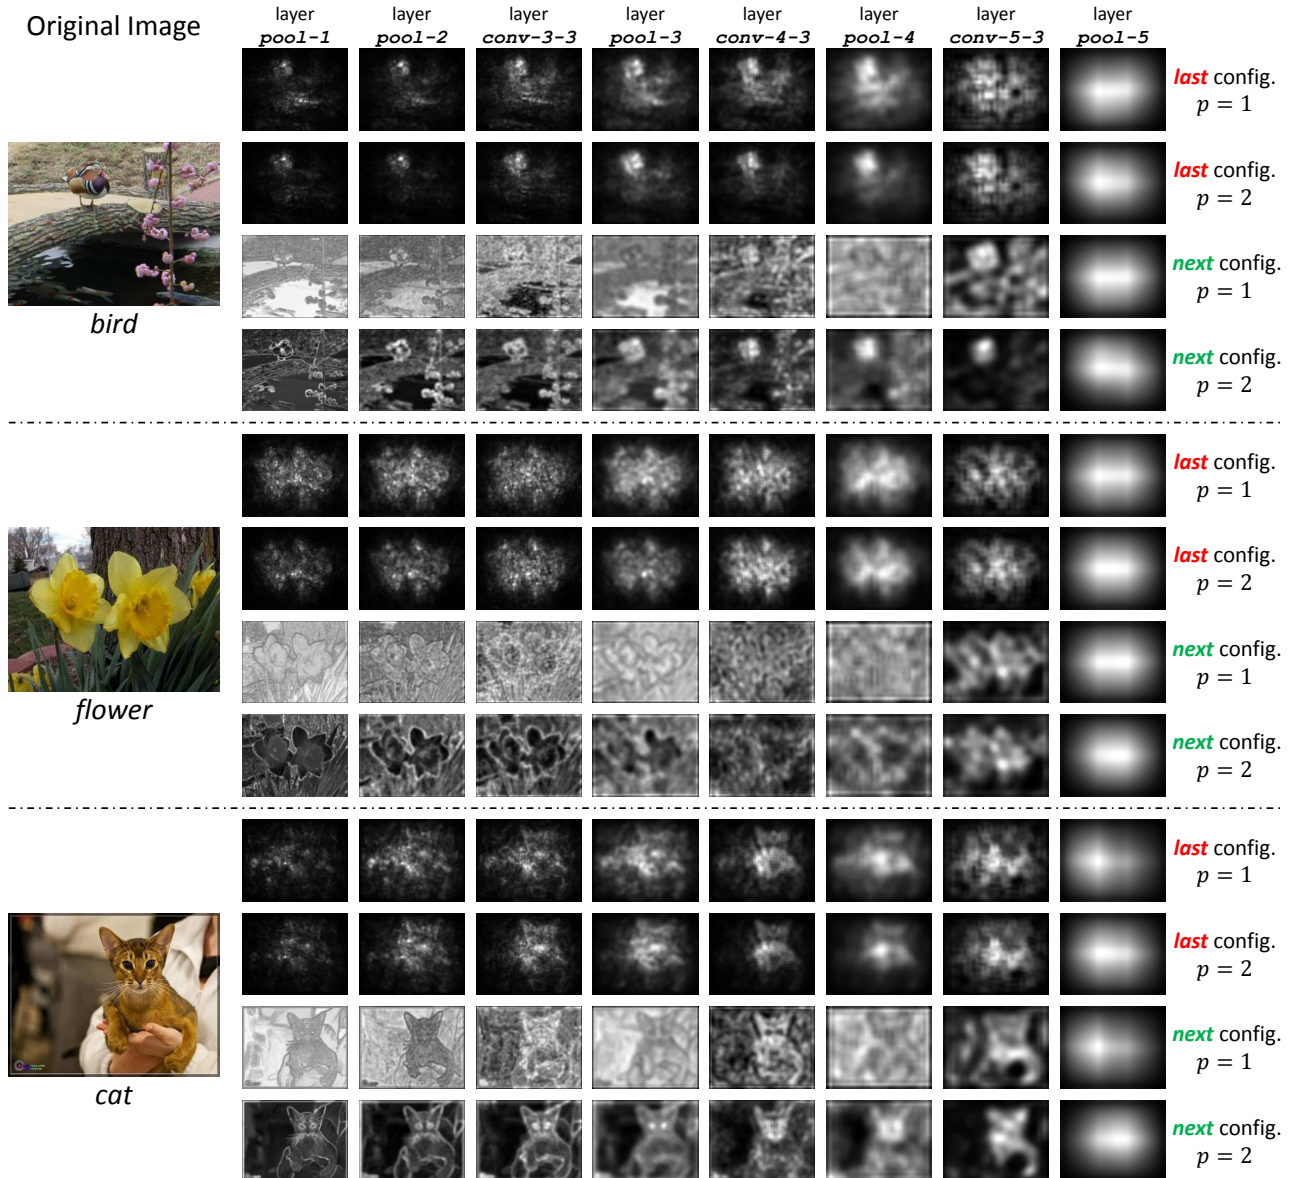 Original Image
layer layer layer layer layer layer layer layer
pool-1 pool-2 conv-3-3 pool-3 conv-4-3 pool-4 conv-5-3 pool-5
last config.
p = 1
last config.
p = 2
next config.
p = 1
bird
next config.
p = 2
last config.
p = 1
last config.
p = 2
next config.
p = 1
flower
next config.
p = 2
last config.
p = 1
last config.
p = 2
next config.
p = 1
cat
next config.
p = 2